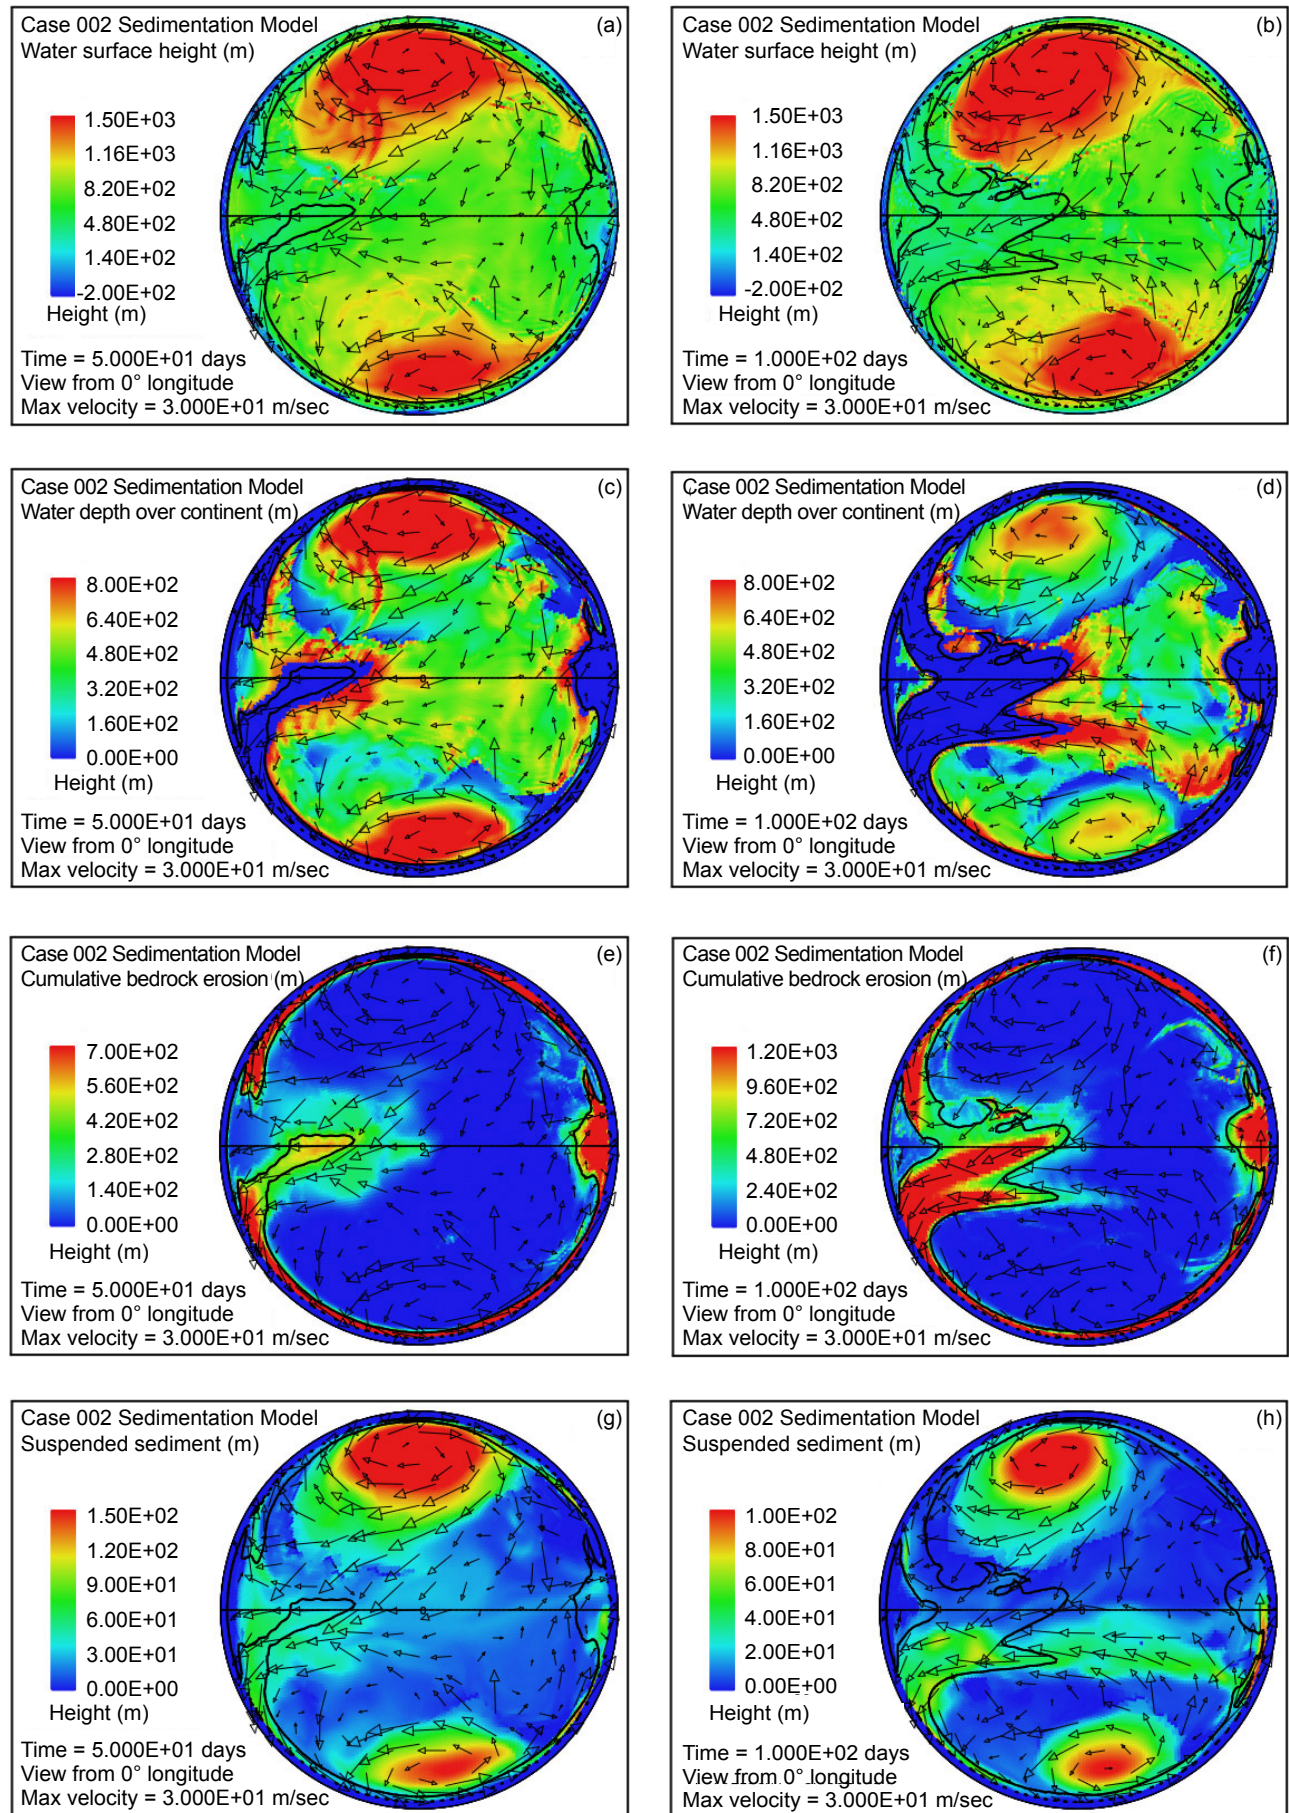 Case 002 Sedimentation Model
(a)
Water surface height (m)
1.50E+03
1.16E+03
8.20E+02
4.80E+02
1.40E+02
-2.00E+02
Height (m)
0
Time = 5.000E+01 days
View from 0° longitude
Max velocity = 3.000E+01 m/sec
Case 002 Sedimentation Model
(b)
Water surface height (m)
1.50E+03
1.16E+03
8.20E+02
4.80E+02
1.40E+02
-2.00E+02
Height (m)
0
Time = 1.000E+02 days
View from 0° longitude
Max velocity = 3.000E+01 m/sec
Case 002 Sedimentation Model
(c)
Water depth over continent (m)
8.00E+02
6.40E+02
4.80E+02
3.20E+02
1.60E+02
0.00E+00
Height (m)
0
Time = 5.000E+01 days
View from 0° longitude
Max velocity = 3.000E+01 m/sec
Case 002 Sedimentation Model
(d)
Water depth over continent (m)
8.00E+02
6.40E+02
4.80E+02
3.20E+02
1.60E+02
0.00E+00
Height (m)
0
Time = 1.000E+02 days
View from 0° longitude
Max velocity = 3.000E+01 m/sec
Case 002 Sedimentation Model
(e)
Cumulative bedrock erosion (m)
7.00E+02
5.60E+02
4.20E+02
2.80E+02
1.40E+02
0.00E+00
Height (m)
0
Time = 5.000E+01 days
View from 0° longitude
Max velocity = 3.000E+01 m/sec
Case 002 Sedimentation Model
(f)
Cumulative bedrock erosion (m)
1.20E+03
9.60E+02
7.20E+02
4.80E+02
2.40E+02
0.00E+00
Height (m)
0
Time = 1.000E+02 days
View from 0° longitude
Max velocity = 3.000E+01 m/sec
Case 002 Sedimentation Model
(g)
Suspended sediment (m)
1.50E+02
1.20E+02
9.00E+01
6.00E+01
3.00E+01
0.00E+00
Height (m)
0
Time = 5.000E+01 days
View from 0° longitude
Max velocity = 3.000E+01 m/sec
Case 002 Sedimentation Model
(h)
Suspended sediment (m)
1.00E+02
8.00E+01
6.00E+01
4.00E+01
2.00E+01
0.00E+00
Height (m)
0
Time = 1.000E+02 days
View from 0° longitude
Max velocity = 3.000E+01 m/sec